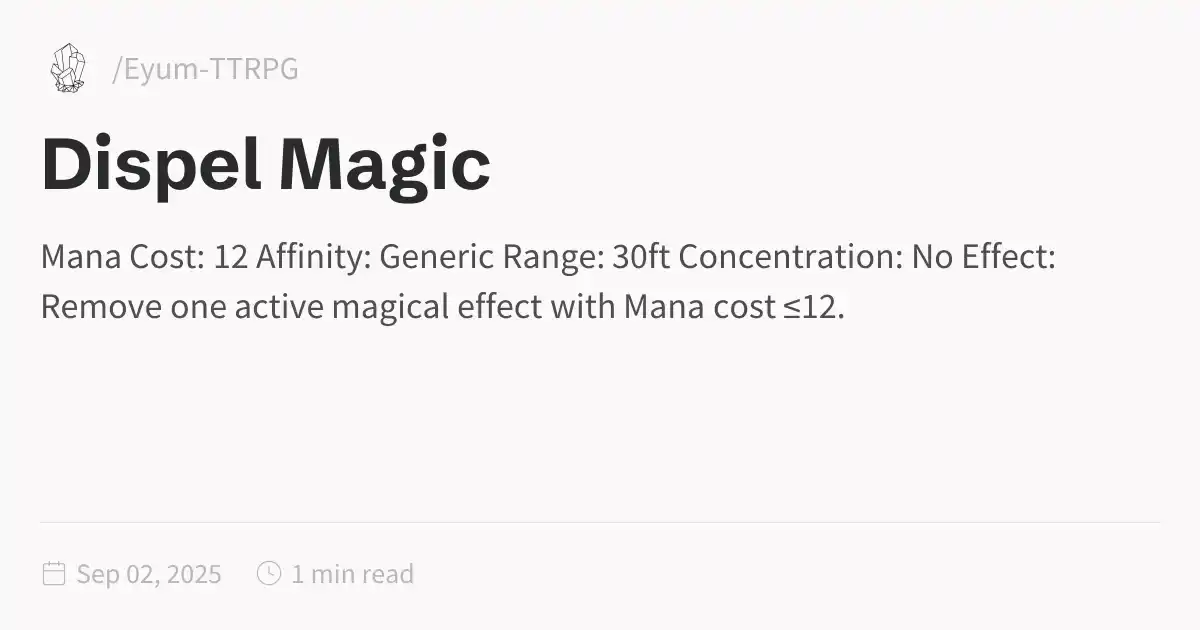 /Eyum-TTRPG
Dispel Magic
Mana Cost: 12 Affinity: Generic Range: 30ft Concentration: No Effect:
Remove one active magical effect with Mana cost ≤12.
Sep 02, 2025 1 min read